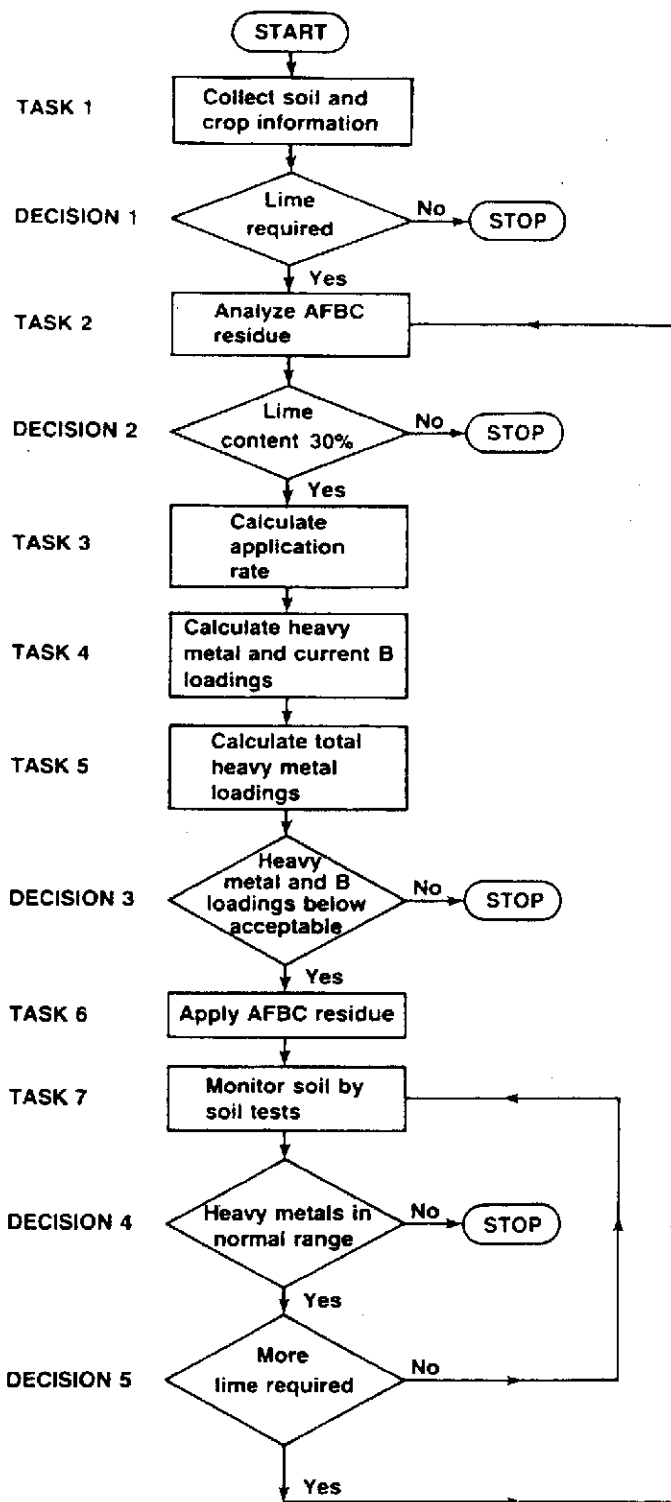 START
TASK 1
Collect soil and
crop information
DECISION 1
Lime
required
No
STOP
Yes
TASK 2
Analyze AFBC
residue
DECISION 2
Lime
content 30%
No
STOP
Yes
TASK 3
Calculate
application
rate
TASK 4
Calculate heavy
metal and current B
loadings
TASK 5
Calculate total
heavy metal
loadings
DECISION 3
Heavy
metal and B
loadings below
acceptable
No
STOP
Yes
TASK 6
Apply AFBC residue
TASK 7
Monitor soil by
soil tests
DECISION 4
Heavy metals in
normal range
No
STOP
Yes
DECISION 5
More
lime required
No
Yes